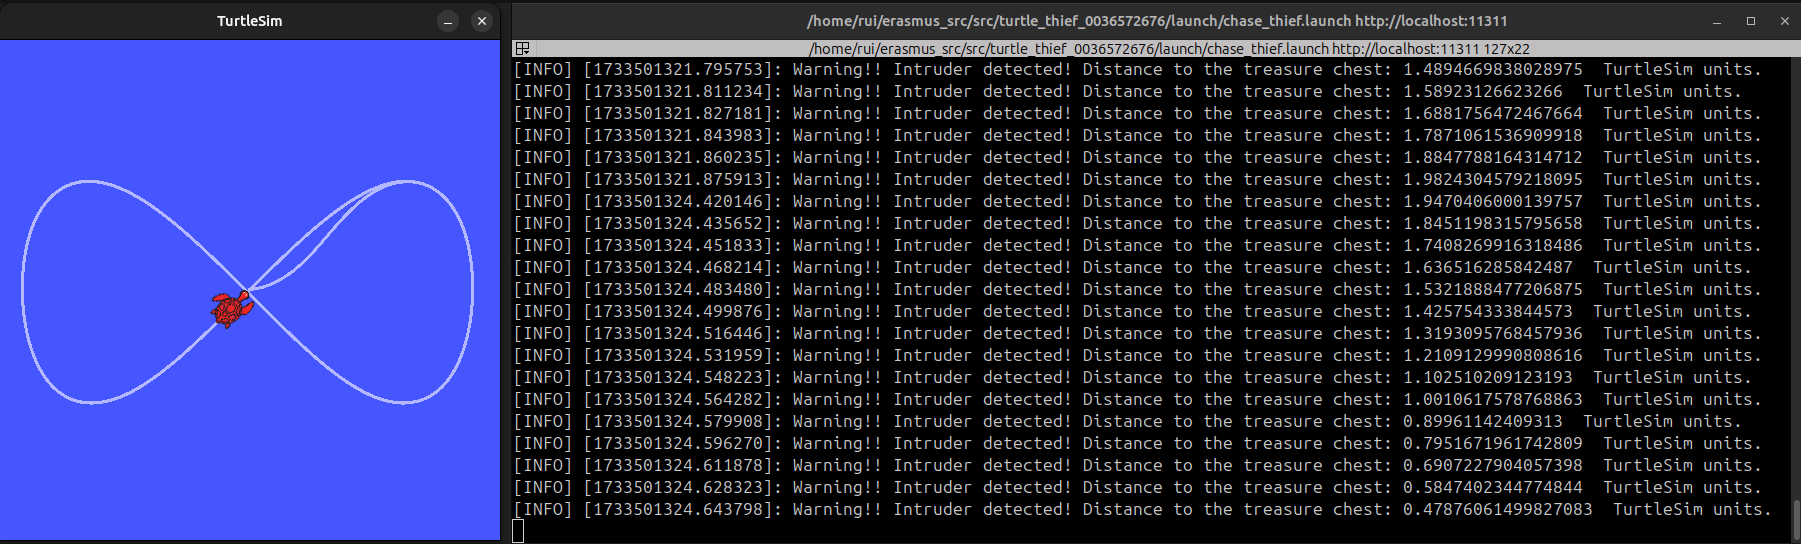 TurtleSim
/home/rui/erasmus_src/src/turtle_thief_0036572676/launch/chase_thief.launch http://localhost:11311
/home/rui/erasmus_src/src/turtle_thief_0036572676/launch/chase_thief.launch http://localhost:11311 127x22
[INFO] [1733501321.795753]: Warning!! Intruder detected! Distance to the treasure chest: 1.4894669838028975  TurtleSim units.
[INFO] [1733501321.811234]: Warning!! Intruder detected! Distance to the treasure chest: 1.58923126623266  TurtleSim units.
[INFO] [1733501321.827181]: Warning!! Intruder detected! Distance to the treasure chest: 1.6881756472467664  TurtleSim units.
[INFO] [1733501321.843983]: Warning!! Intruder detected! Distance to the treasure chest: 1.7871061536909918  TurtleSim units.
[INFO] [1733501321.860235]: Warning!! Intruder detected! Distance to the treasure chest: 1.8847788164314712  TurtleSim units.
[INFO] [1733501321.875913]: Warning!! Intruder detected! Distance to the treasure chest: 1.9824304579218095  TurtleSim units.
[INFO] [1733501324.420146]: Warning!! Intruder detected! Distance to the treasure chest: 1.9470406000139757  TurtleSim units.
[INFO] [1733501324.435652]: Warning!! Intruder detected! Distance to the treasure chest: 1.8451198315795658  TurtleSim units.
[INFO] [1733501324.451833]: Warning!! Intruder detected! Distance to the treasure chest: 1.7408269916318486  TurtleSim units.
[INFO] [1733501324.468214]: Warning!! Intruder detected! Distance to the treasure chest: 1.636516285842487  TurtleSim units.
[INFO] [1733501324.483480]: Warning!! Intruder detected! Distance to the treasure chest: 1.5321888477206875  TurtleSim units.
[INFO] [1733501324.499876]: Warning!! Intruder detected! Distance to the treasure chest: 1.425754333844573  TurtleSim units.
[INFO] [1733501324.516446]: Warning!! Intruder detected! Distance to the treasure chest: 1.3193095768457936  TurtleSim units.
[INFO] [1733501324.531959]: Warning!! Intruder detected! Distance to the treasure chest: 1.2109129990808616  TurtleSim units.
[INFO] [1733501324.548223]: Warning!! Intruder detected! Distance to the treasure chest: 1.102510209123193  TurtleSim units.
[INFO] [1733501324.564282]: Warning!! Intruder detected! Distance to the treasure chest: 1.0010617578768863  TurtleSim units.
[INFO] [1733501324.579908]: Warning!! Intruder detected! Distance to the treasure chest: 0.89961142409313  TurtleSim units.
[INFO] [1733501324.596270]: Warning!! Intruder detected! Distance to the treasure chest: 0.7951671961742809  TurtleSim units.
[INFO] [1733501324.611878]: Warning!! Intruder detected! Distance to the treasure chest: 0.6907227904057398  TurtleSim units.
[INFO] [1733501324.628323]: Warning!! Intruder detected! Distance to the treasure chest: 0.5847402344774844  TurtleSim units.
[INFO] [1733501324.643798]: Warning!! Intruder detected! Distance to the treasure chest: 0.47876061499827083  TurtleSim units.